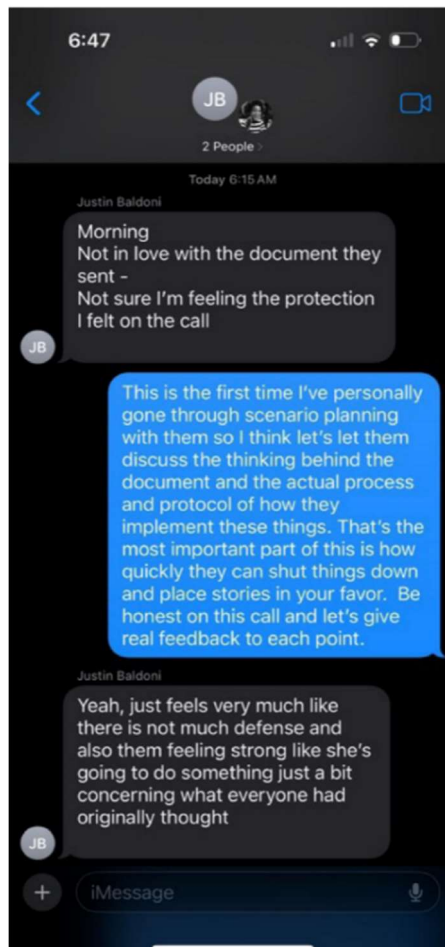 6:47
JB
2 People >
Today 6:15 AM
Justin Baldoni
Morning
Not in love with the document they
sent -
Not sure I'm feeling the protection
I felt on the call
JB
This is the first time I've personally
gone through scenario planning
with them so I think let's let them
discuss the thinking behind the
document and the actual process
and protocol of how they
implement these things. That's the
most important part of this is how
quickly they can shut things down
and place stories in your favor.  Be
honest on this call and let's give
real feedback to each point.
Justin Baldoni
Yeah, just feels very much like
there is not much defense and
also them feeling strong like she's
going to do something just a bit
concerning what everyone had
originally thought
JB
iMessage